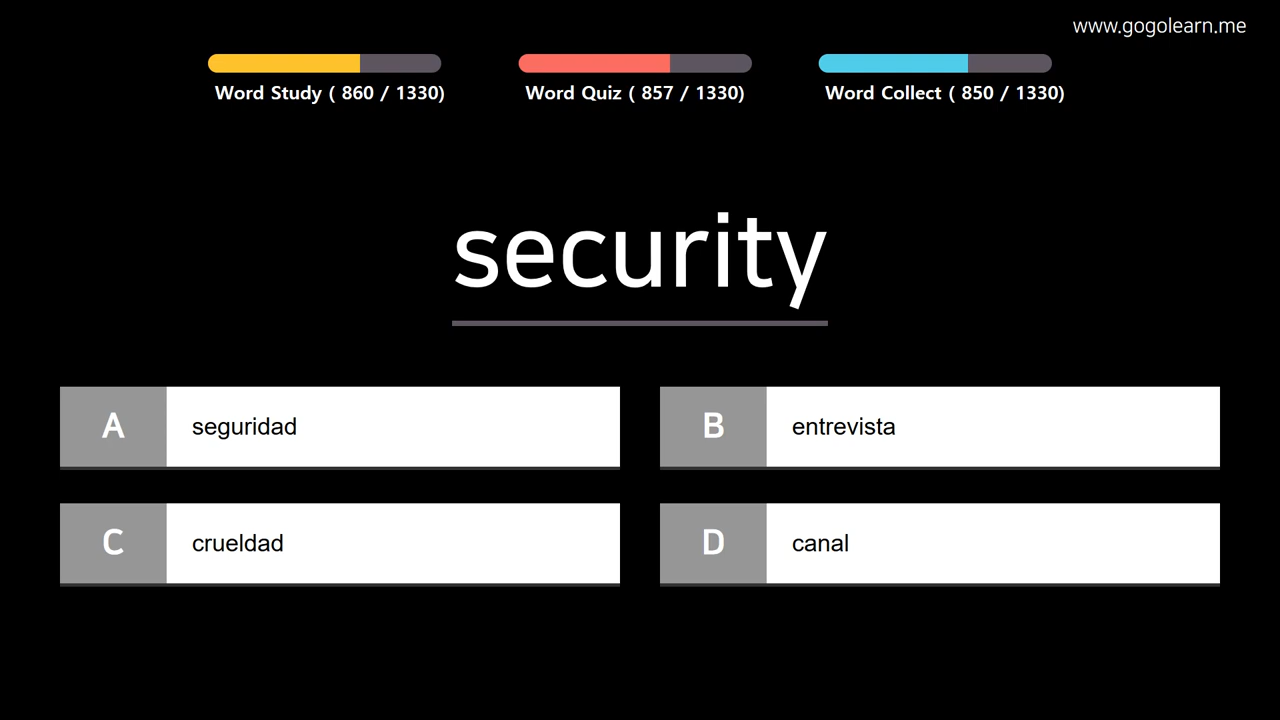 www.gogolearn.me
Word Study ( 860 / 1330)
Word Quiz ( 857 / 1330)
Word Collect ( 850 / 1330)
security
A seguridad
B entrevista
C crueldad
D canal